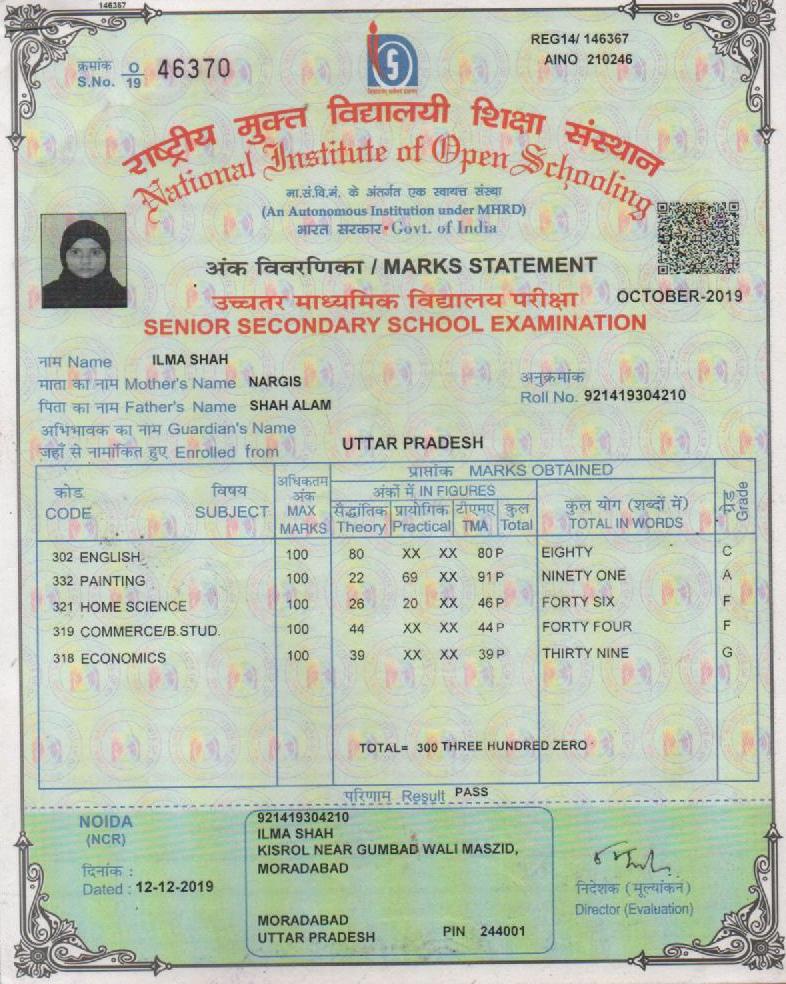 146367
REG14/ 146367
AINO 210246
क्रमांक O 46370
S.No. 19
राष्ट्रीय मुक्त विद्यालयी शिक्षा संस्थान
National Institute of Open Schooling
मा.सं.वि.मं. के अंतर्गत एक स्वायत्त संस्था
(An Autonomous Institution under MHRD)
भारत सरकार • Govt. of India
अंक विवरणिका / MARKS STATEMENT
उच्चतर माध्यमिक विद्यालय परीक्षा OCTOBER-2019
SENIOR SECONDARY SCHOOL EXAMINATION
नाम Name ILMA SHAH
माता का नाम Mother's Name NARGIS
पिता का नाम Father's Name SHAH ALAM
अनुक्रमांक
Roll No. 921419304210
अभिभावक का नाम Guardian's Name
जहाँ से नामांकित हुए Enrolled from UTTAR PRADESH
कोड CODE विषय SUBJECT अधिकतम अंक MAX MARKS प्राप्तांक MARKS OBTAINED ग्रेड Grade
अंकों में IN FIGURES कुल योग (शब्दों में) TOTAL IN WORDS
सैद्धांतिक प्रायोगिक टीएमए कुल
Theory Practical TMA Total
302 ENGLISH 100 80 XX XX 80 P EIGHTY C
332 PAINTING 100 22 69 XX 91 P NINETY ONE A
321 HOME SCIENCE 100 26 20 XX 46 P FORTY SIX F
319 COMMERCE/B.STUD. 100 44 XX XX 44 P FORTY FOUR F
318 ECONOMICS 100 39 XX XX 39 P THIRTY NINE G
TOTAL= 300 THREE HUNDRED ZERO
परिणाम Result PASS
NOIDA
(NCR)
दिनांक :
Dated : 12-12-2019
921419304210
ILMA SHAH
KISROL NEAR GUMBAD WALI MASZID,
MORADABAD
MORADABAD
UTTAR PRADESH PIN 244001
निदेशक (मूल्यांकन)
Director (Evaluation)